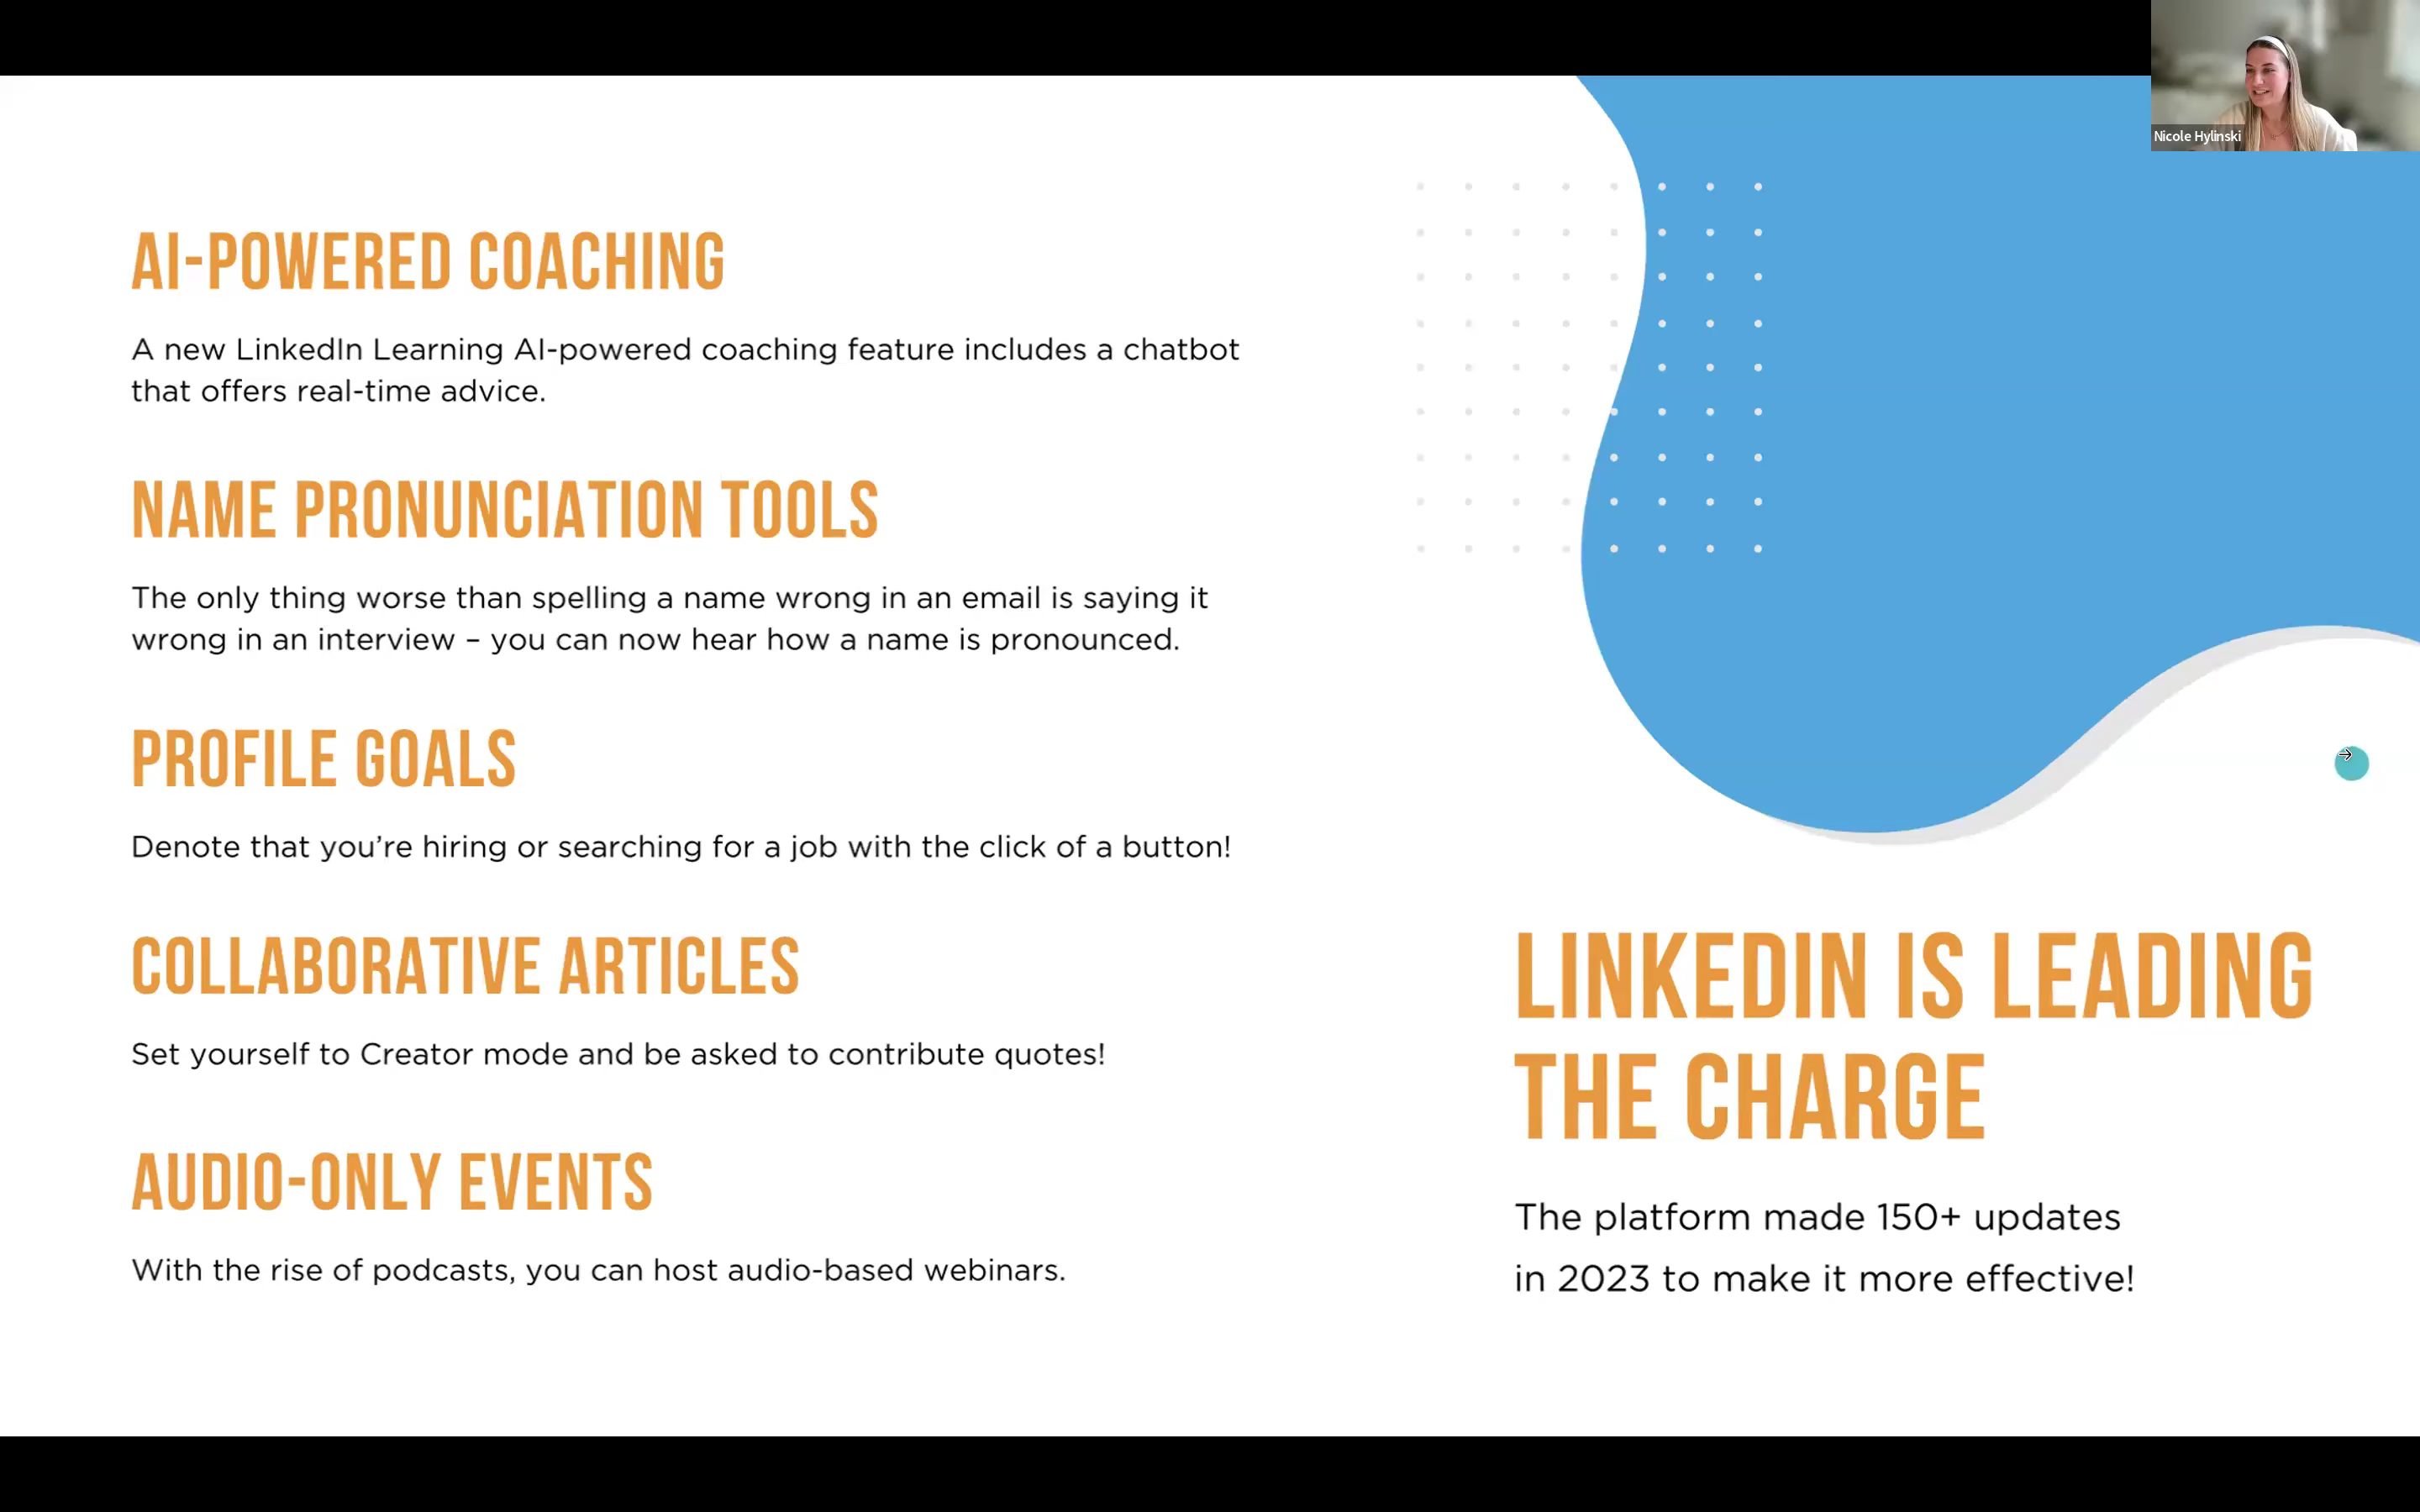 Nicole Hylinski
AI-POWERED COACHING
A new LinkedIn Learning AI-powered coaching feature includes a chatbot
that offers real-time advice.
NAME PRONUNCIATION TOOLS
The only thing worse than spelling a name wrong in an email is saying it
wrong in an interview – you can now hear how a name is pronounced.
PROFILE GOALS
Denote that you’re hiring or searching for a job with the click of a button!
COLLABORATIVE ARTICLES
Set yourself to Creator mode and be asked to contribute quotes!
AUDIO-ONLY EVENTS
With the rise of podcasts, you can host audio-based webinars.
LINKEDIN IS LEADING
THE CHARGE
The platform made 150+ updates
in 2023 to make it more effective!